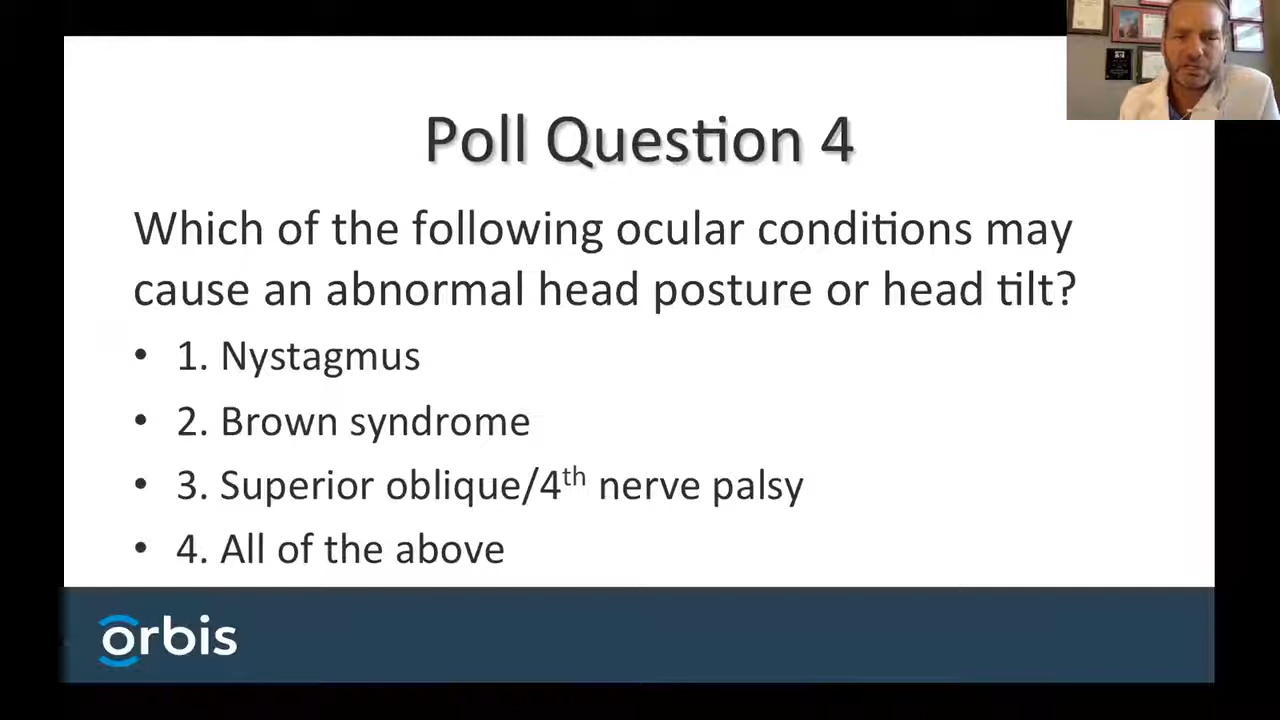 Poll Question 4
Which of the following ocular conditions may
cause an abnormal head posture or head tilt?
• 1. Nystagmus
• 2. Brown syndrome
• 3. Superior oblique/4th nerve palsy
• 4. All of the above
orbis